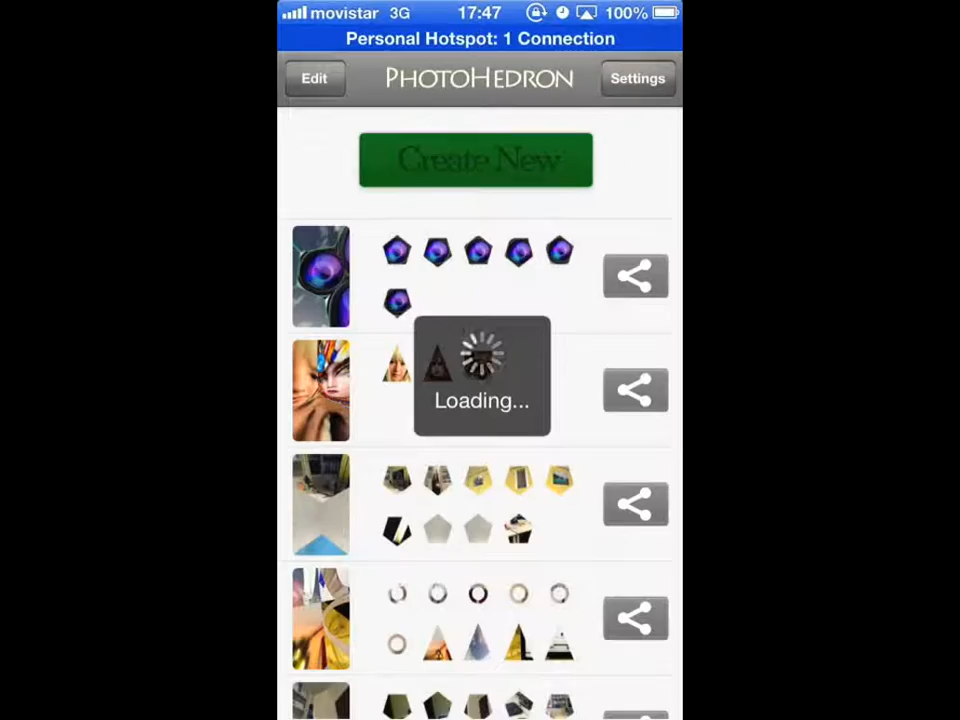 movistar 3G 17:47 100%
Personal Hotspot: 1 Connection
Edit PHOTOHEDRON Settings
Create New
Loading...